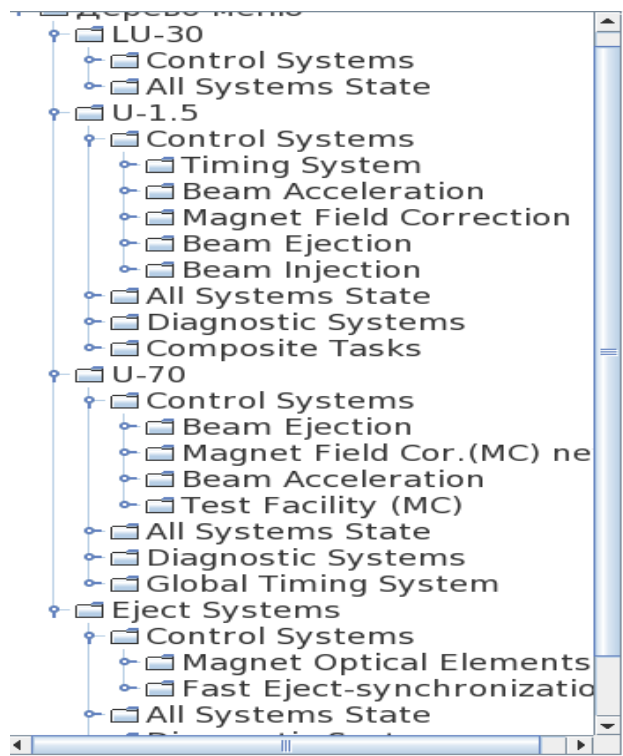 Дерево Меню
LU-30
Control Systems
All Systems State
U-1.5
Control Systems
Timing System
Beam Acceleration
Magnet Field Correction
Beam Ejection
Beam Injection
All Systems State
Diagnostic Systems
Composite Tasks
U-70
Control Systems
Beam Ejection
Magnet Field Cor.(MC) ne
Beam Acceleration
Test Facility (MC)
All Systems State
Diagnostic Systems
Global Timing System
Eject Systems
Control Systems
Magnet Optical Elements
Fast Eject-synchronizatio
All Systems State